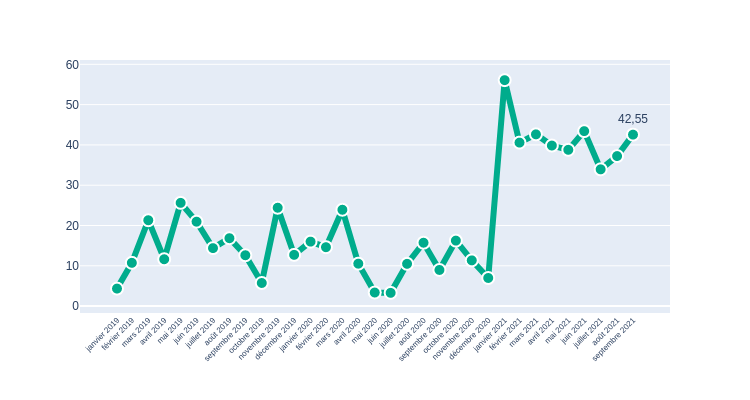 60
50
40
30
20
10
0
42,55
janvier 2019
février 2019
mars 2019
avril 2019
mai 2019
juin 2019
juillet 2019
août 2019
septembre 2019
octobre 2019
novembre 2019
décembre 2019
janvier 2020
février 2020
mars 2020
avril 2020
mai 2020
juin 2020
juillet 2020
août 2020
septembre 2020
octobre 2020
novembre 2020
décembre 2020
janvier 2021
février 2021
mars 2021
avril 2021
mai 2021
juin 2021
juillet 2021
août 2021
septembre 2021